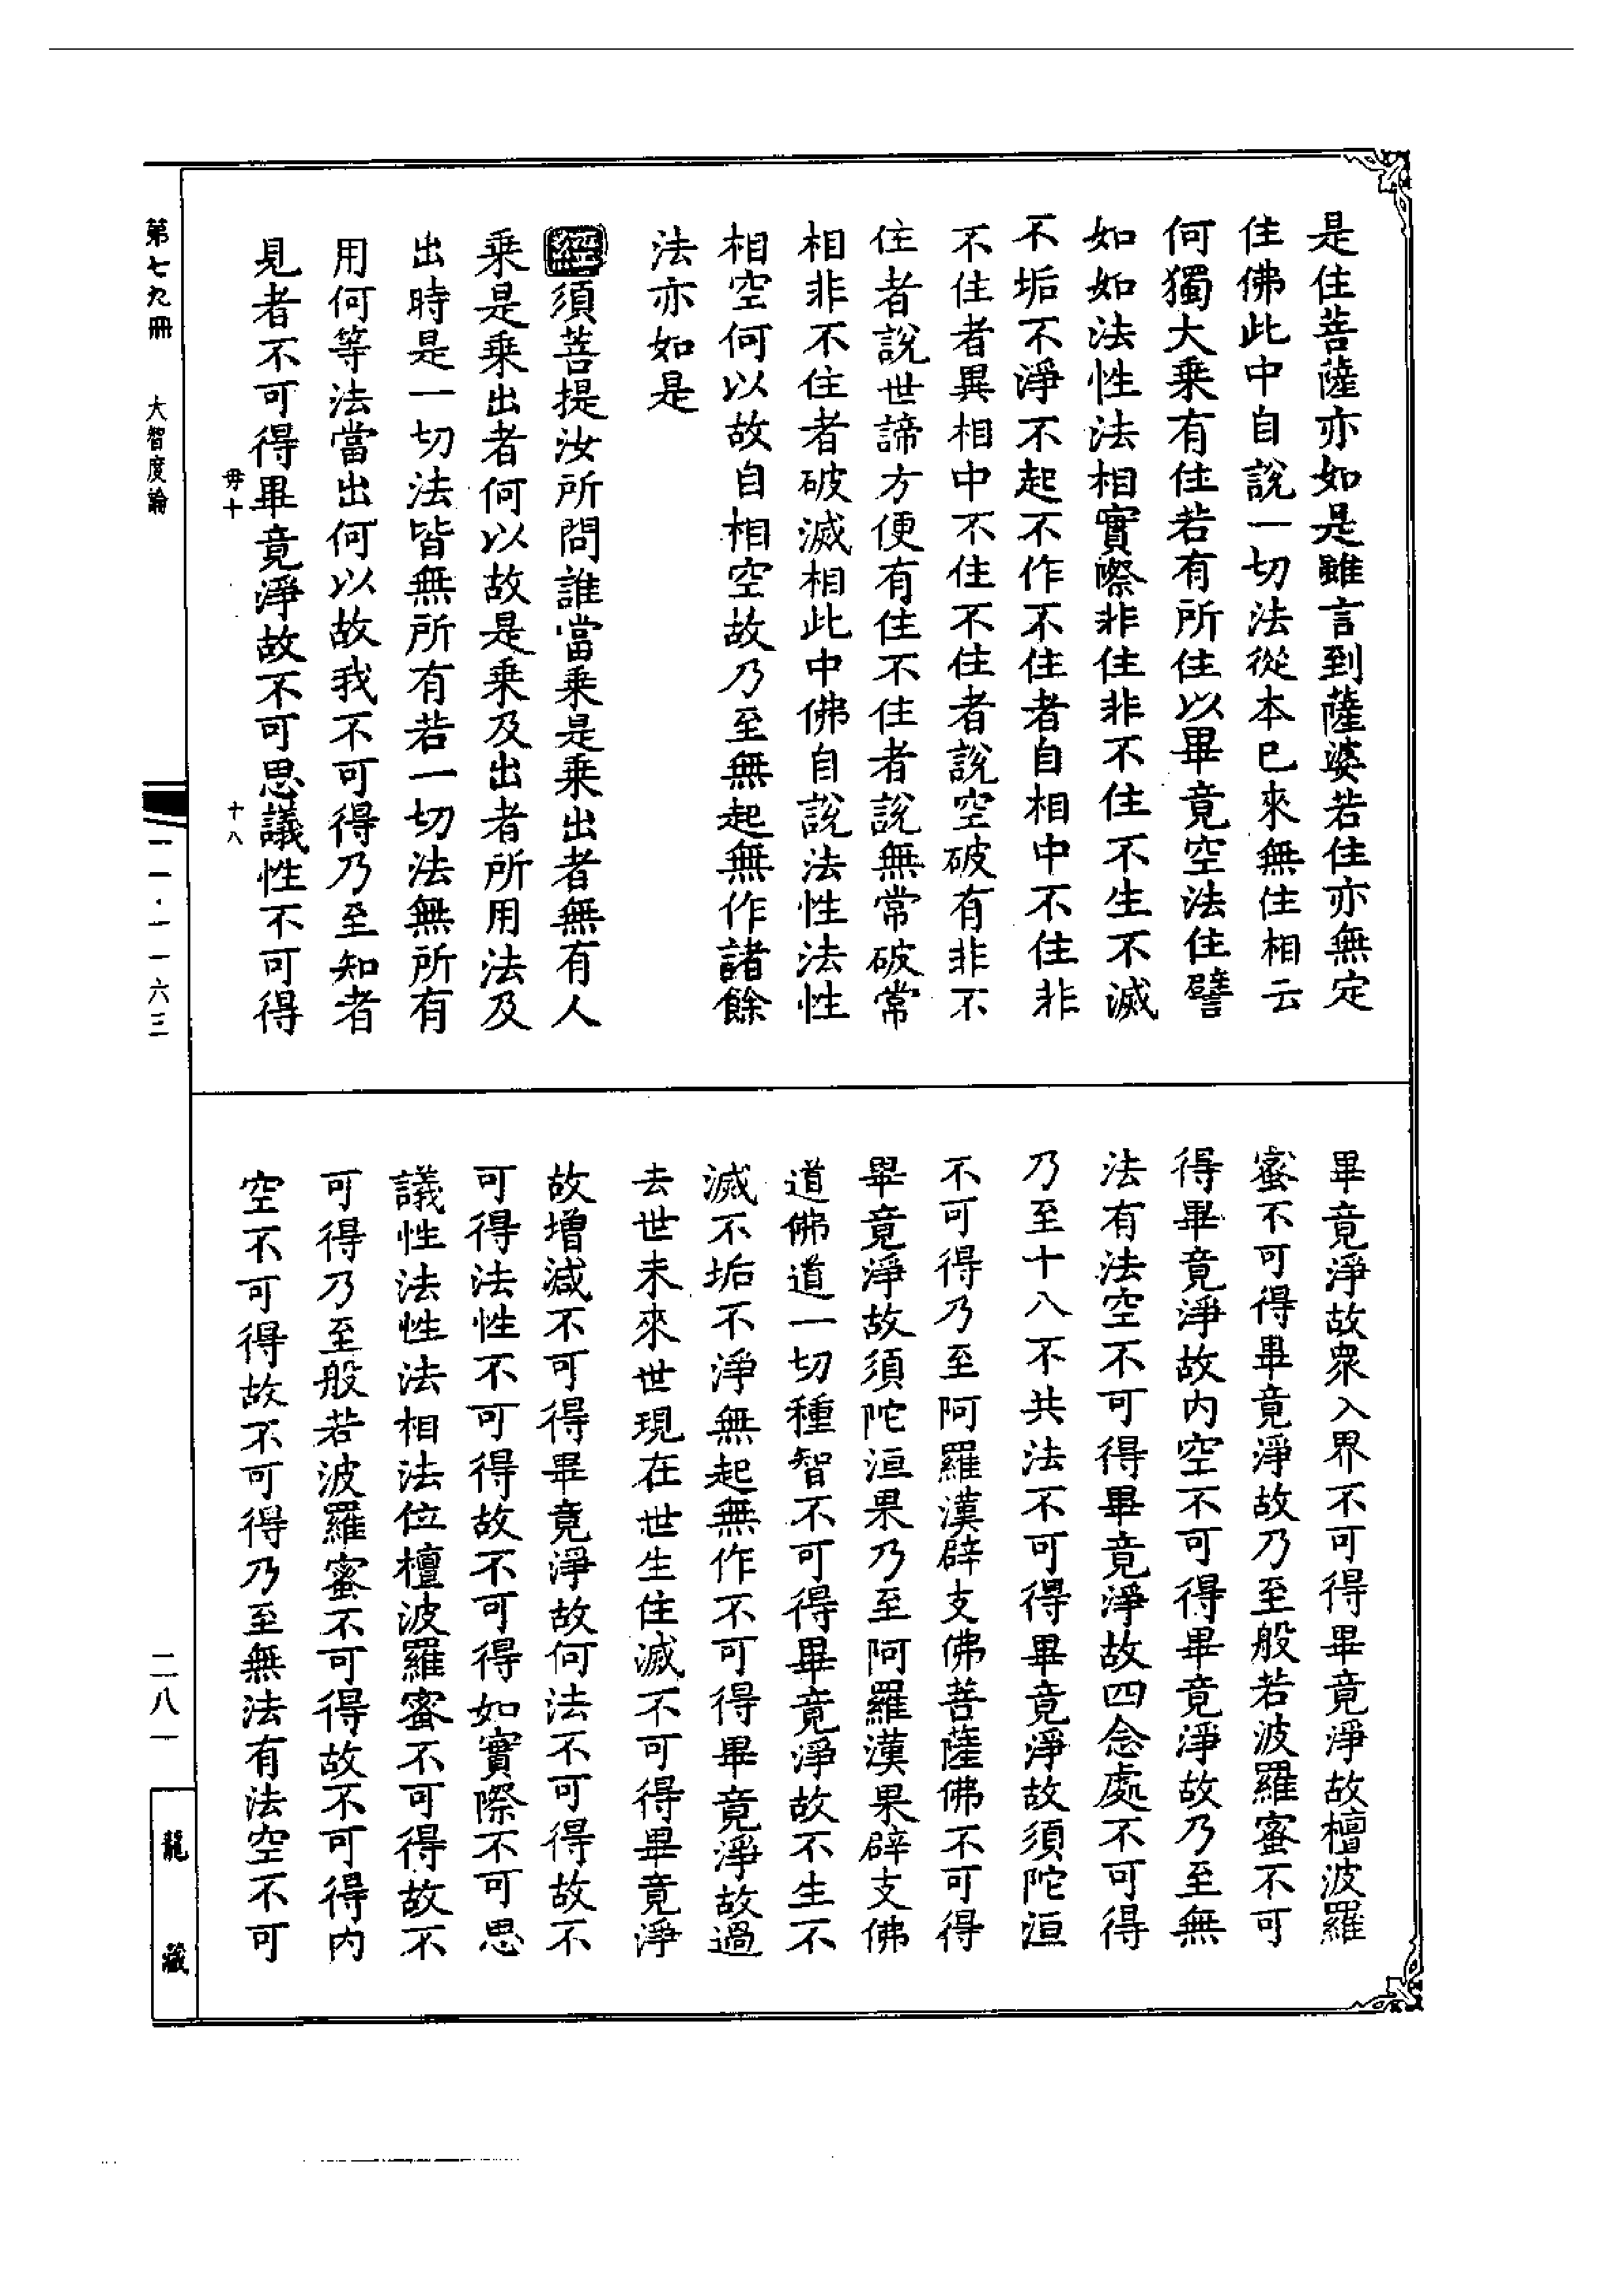 是住菩薩亦如是雖言到薩婆若住亦無定
住佛此中自說一切法從本已來無住相云
何獨大乘有住若有所住以畢竟空法住譬
如如法性法相實際非住非不住不生不滅
不垢不淨不起不作不住者自相中不住非
不住者異相中不住不住者說空破有非不
住者說世諦方便有住不住者說無常破常
相非不住者破滅相此中佛自說法性法性
相空何以故自相空故乃至無起無作諸餘
法亦如是
經須菩提汝所問誰當乘是乘出者無有人
乘是乘出者何以故是乘及出者所用法及
出時是一切法皆無所有若一切法無所有
用何等法當出何以故我不可得乃至知者
見者不可得畢竟淨故不可思議性不可得
毋十 十八
畢竟淨故眾入界不可得畢竟淨故檀波羅
蜜不可得畢竟淨故乃至般若波羅蜜不可
得畢竟淨故內空不可得畢竟淨故乃至無
法有法空不可得畢竟淨故四念處不可得
乃至十八不共法不可得畢竟淨故須陀洹
不可得乃至阿羅漢辟支佛菩薩佛不可得
畢竟淨故須陀洹果乃至阿羅漢果辟支佛
道佛道一切種智不可得畢竟淨故不生不
滅不垢不淨無起無作不可得畢竟淨故過
去世未來世現在世生住滅不可得畢竟淨
故增減不可得畢竟淨故何法不可得故不
可得法性不可得故不可得如實際不可思
議性法性法相法位檀波羅蜜不可得故不
可得乃至般若波羅蜜不可得故不可得內
空不可得故不可得乃至無法有法空不可
第七九冊 大智度論
一一·一一六三
二八一
龍藏